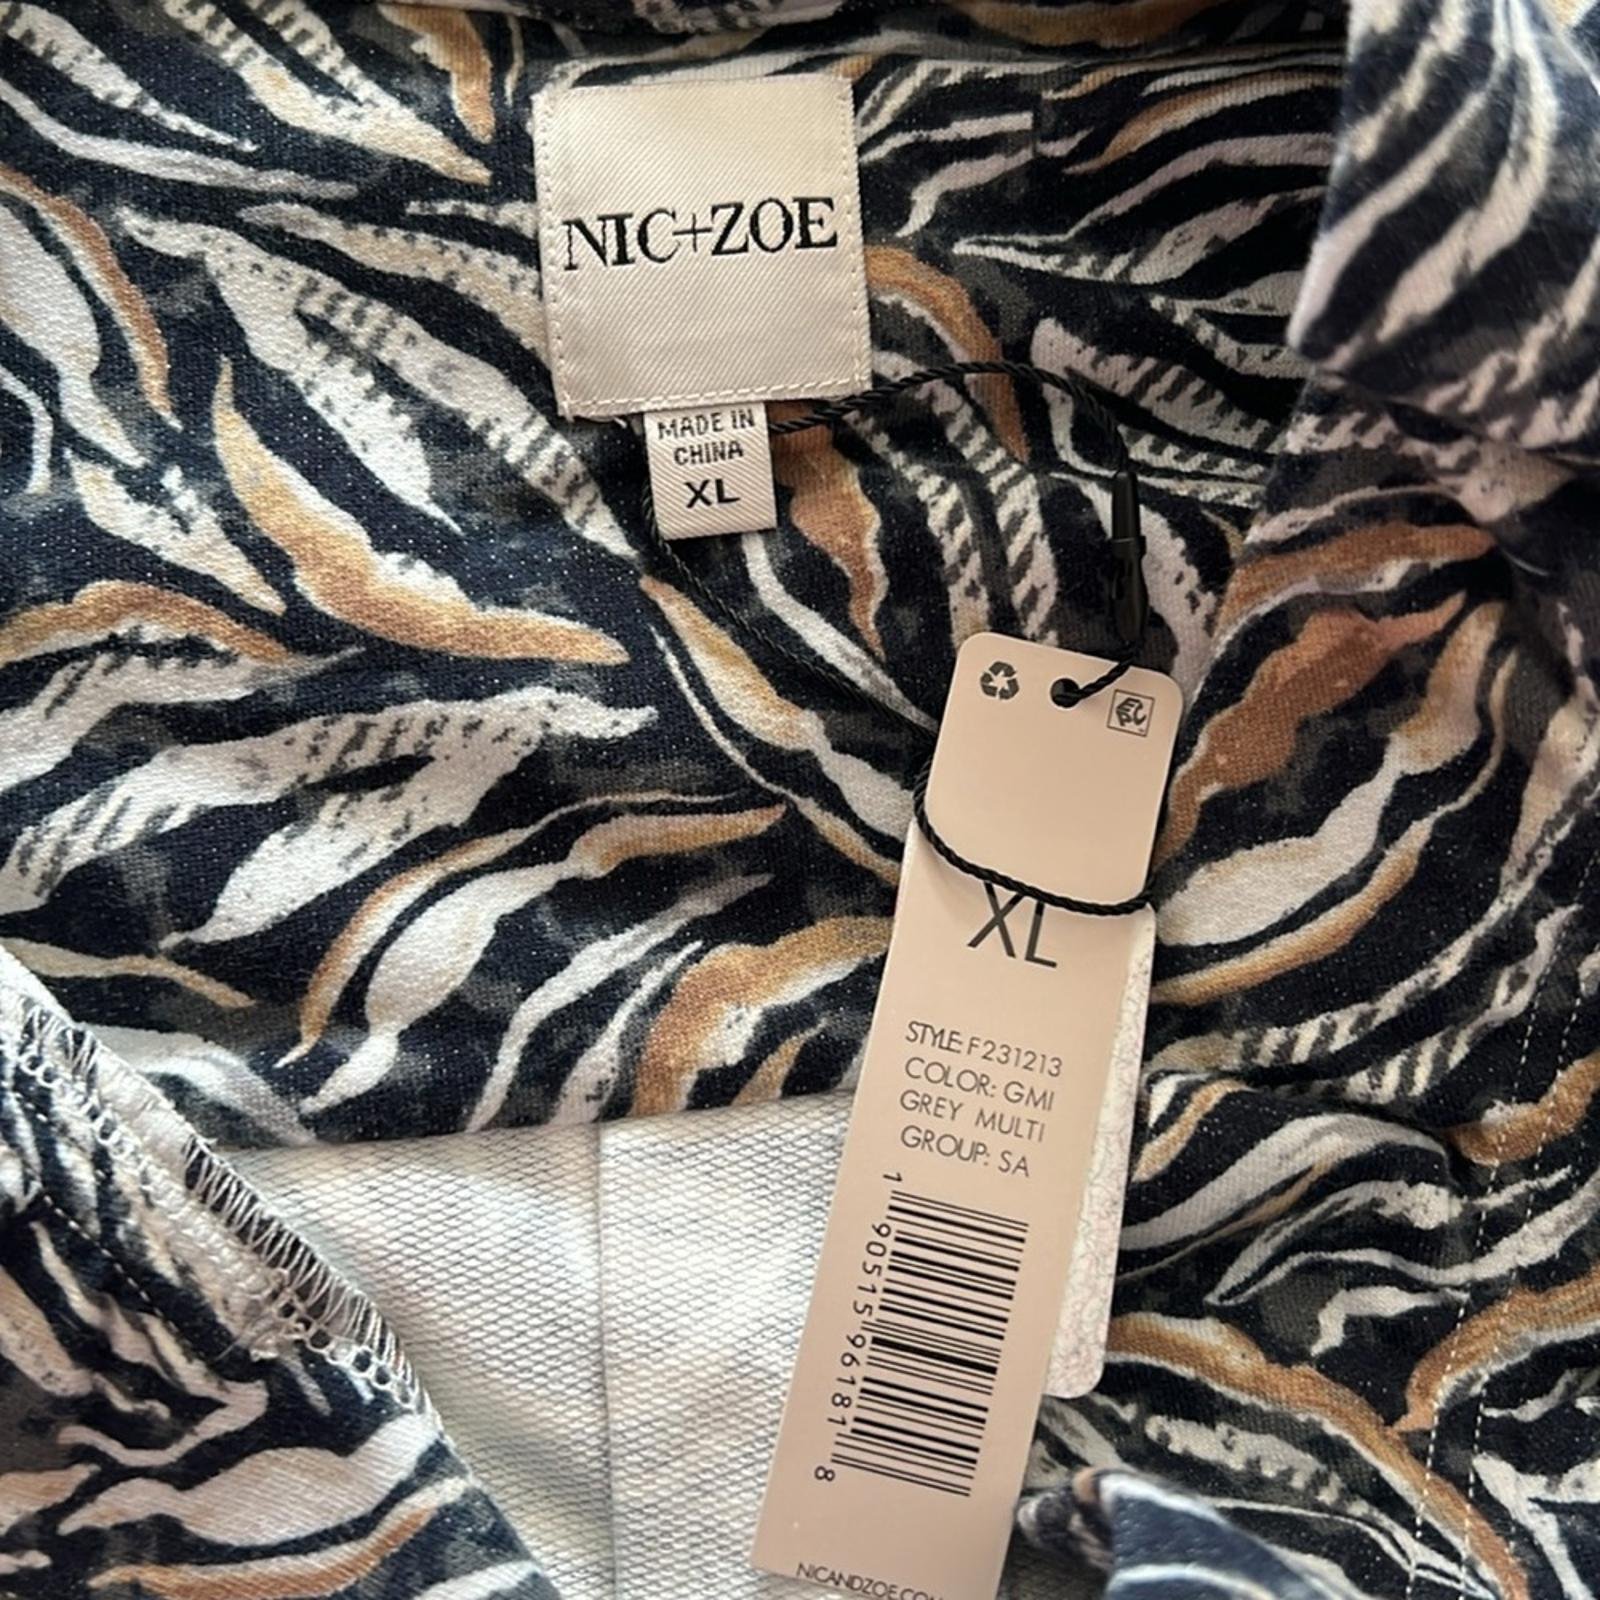 NIC+ZOE
MADE IN
CHINA
XL
XL
STYLE: F231213
COLOR: GMI
GREY MULTI
GROUP: SA
1 90515 96181 8
NICANDZOE.COM